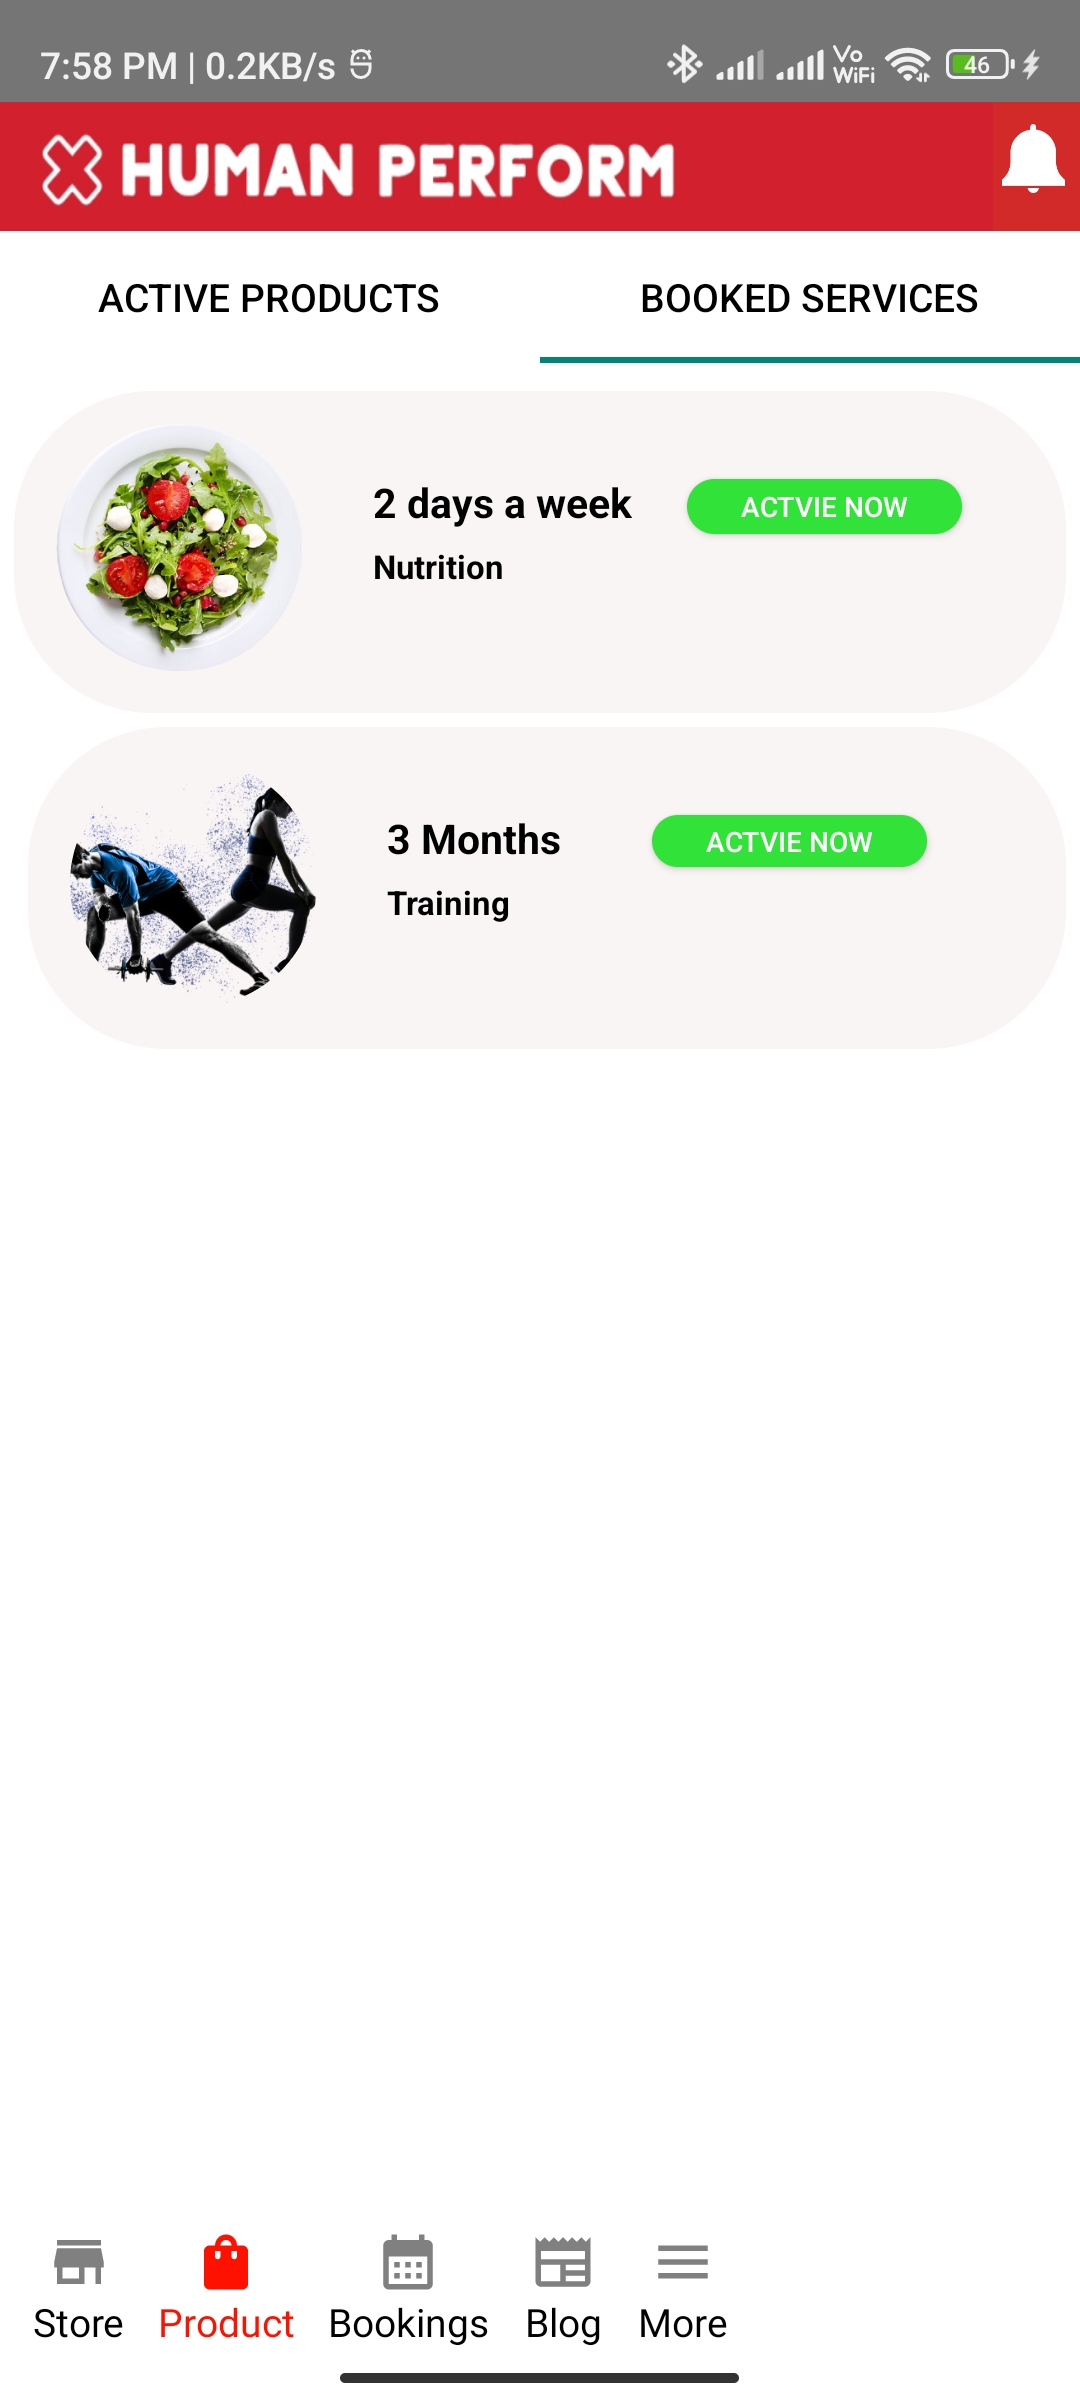 7:58 PM | 0.2KB/s
Vo
WiFi
46
HUMAN PERFORM
ACTIVE PRODUCTS
BOOKED SERVICES
2 days a week
ACTVIE NOW
Nutrition
3 Months
ACTVIE NOW
Training
Store
Product
Bookings
Blog
More